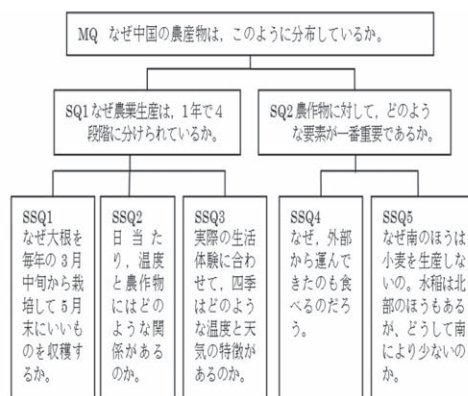 MQ なぜ中国の農産物は，このように分布しているか。
SQ1 なぜ農業生産は，1年で4
段階に分けられているか。
SQ2 農作物に対して，どのよう
な要素が一番重要であるか。
SSQ1
なぜ大根を
毎年の3月
中旬から栽
培して5月
末にいいも
のを収穫す
るか。
SSQ2
日当た
り，温度
と農作物
にはどの
ような関
係がある
のか。
SSQ3
実際の生活
体験に合わ
せて，四季
はどのよう
な温度と天
気の特徴が
あるのか。
SSQ4
なぜ，外部
から運んで
きたのも食
べるのだろ
う。
SSQ5
なぜ南のほうは
小麦を生産しな
いの。水稲は北
部のほうもある
が，どうして南
により少ないの
か。